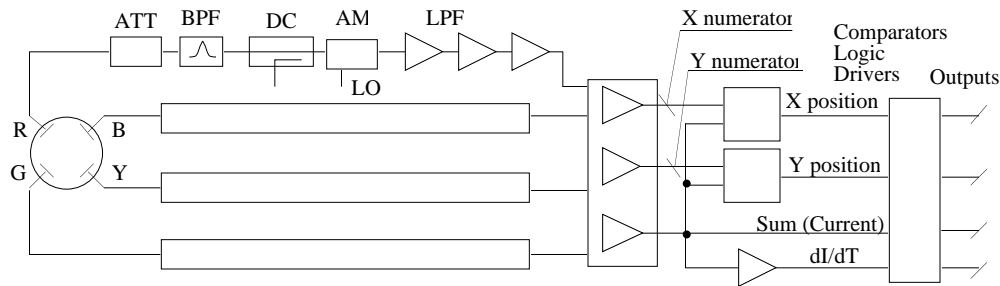 ATT BPF DC AM LPF
LO
R B
G Y
X numerator
Y numerator
Comparators
Logic
Drivers
Outputs
X position
Y position
Sum (Current)
dI/dT